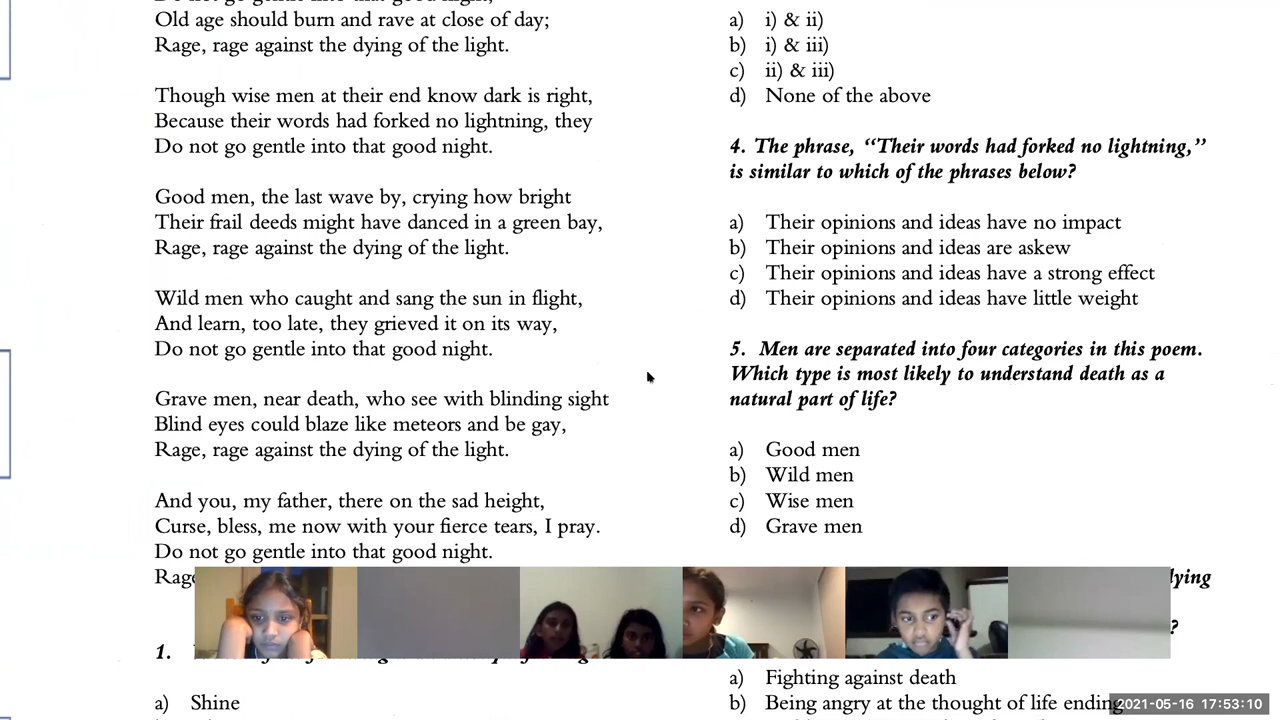 Old age should burn and rave at close of day;
Rage, rage against the dying of the light.
Though wise men at their end know dark is right,
Because their words had forked no lightning, they
Do not go gentle into that good night.
Good men, the last wave by, crying how bright
Their frail deeds might have danced in a green bay,
Rage, rage against the dying of the light.
Wild men who caught and sang the sun in flight,
And learn, too late, they grieved it on its way,
Do not go gentle into that good night.
Grave men, near death, who see with blinding sight
Blind eyes could blaze like meteors and be gay,
Rage, rage against the dying of the light.
And you, my father, there on the sad height,
Curse, bless, me now with your fierce tears, I pray.
Do not go gentle into that good night.
1.
a) Shine
a) i) & ii)
b) i) & iii)
c) ii) & iii)
d) None of the above
4. The phrase, “Their words had forked no lightning,”
is similar to which of the phrases below?
a) Their opinions and ideas have no impact
b) Their opinions and ideas are askew
c) Their opinions and ideas have a strong effect
d) Their opinions and ideas have little weight
5. Men are separated into four categories in this poem.
Which type is most likely to understand death as a
natural part of life?
a) Good men
b) Wild men
c) Wise men
d) Grave men
?
a) Fighting against death
b) Being angry at the thought of life ending
2021-05-16 17:53:10